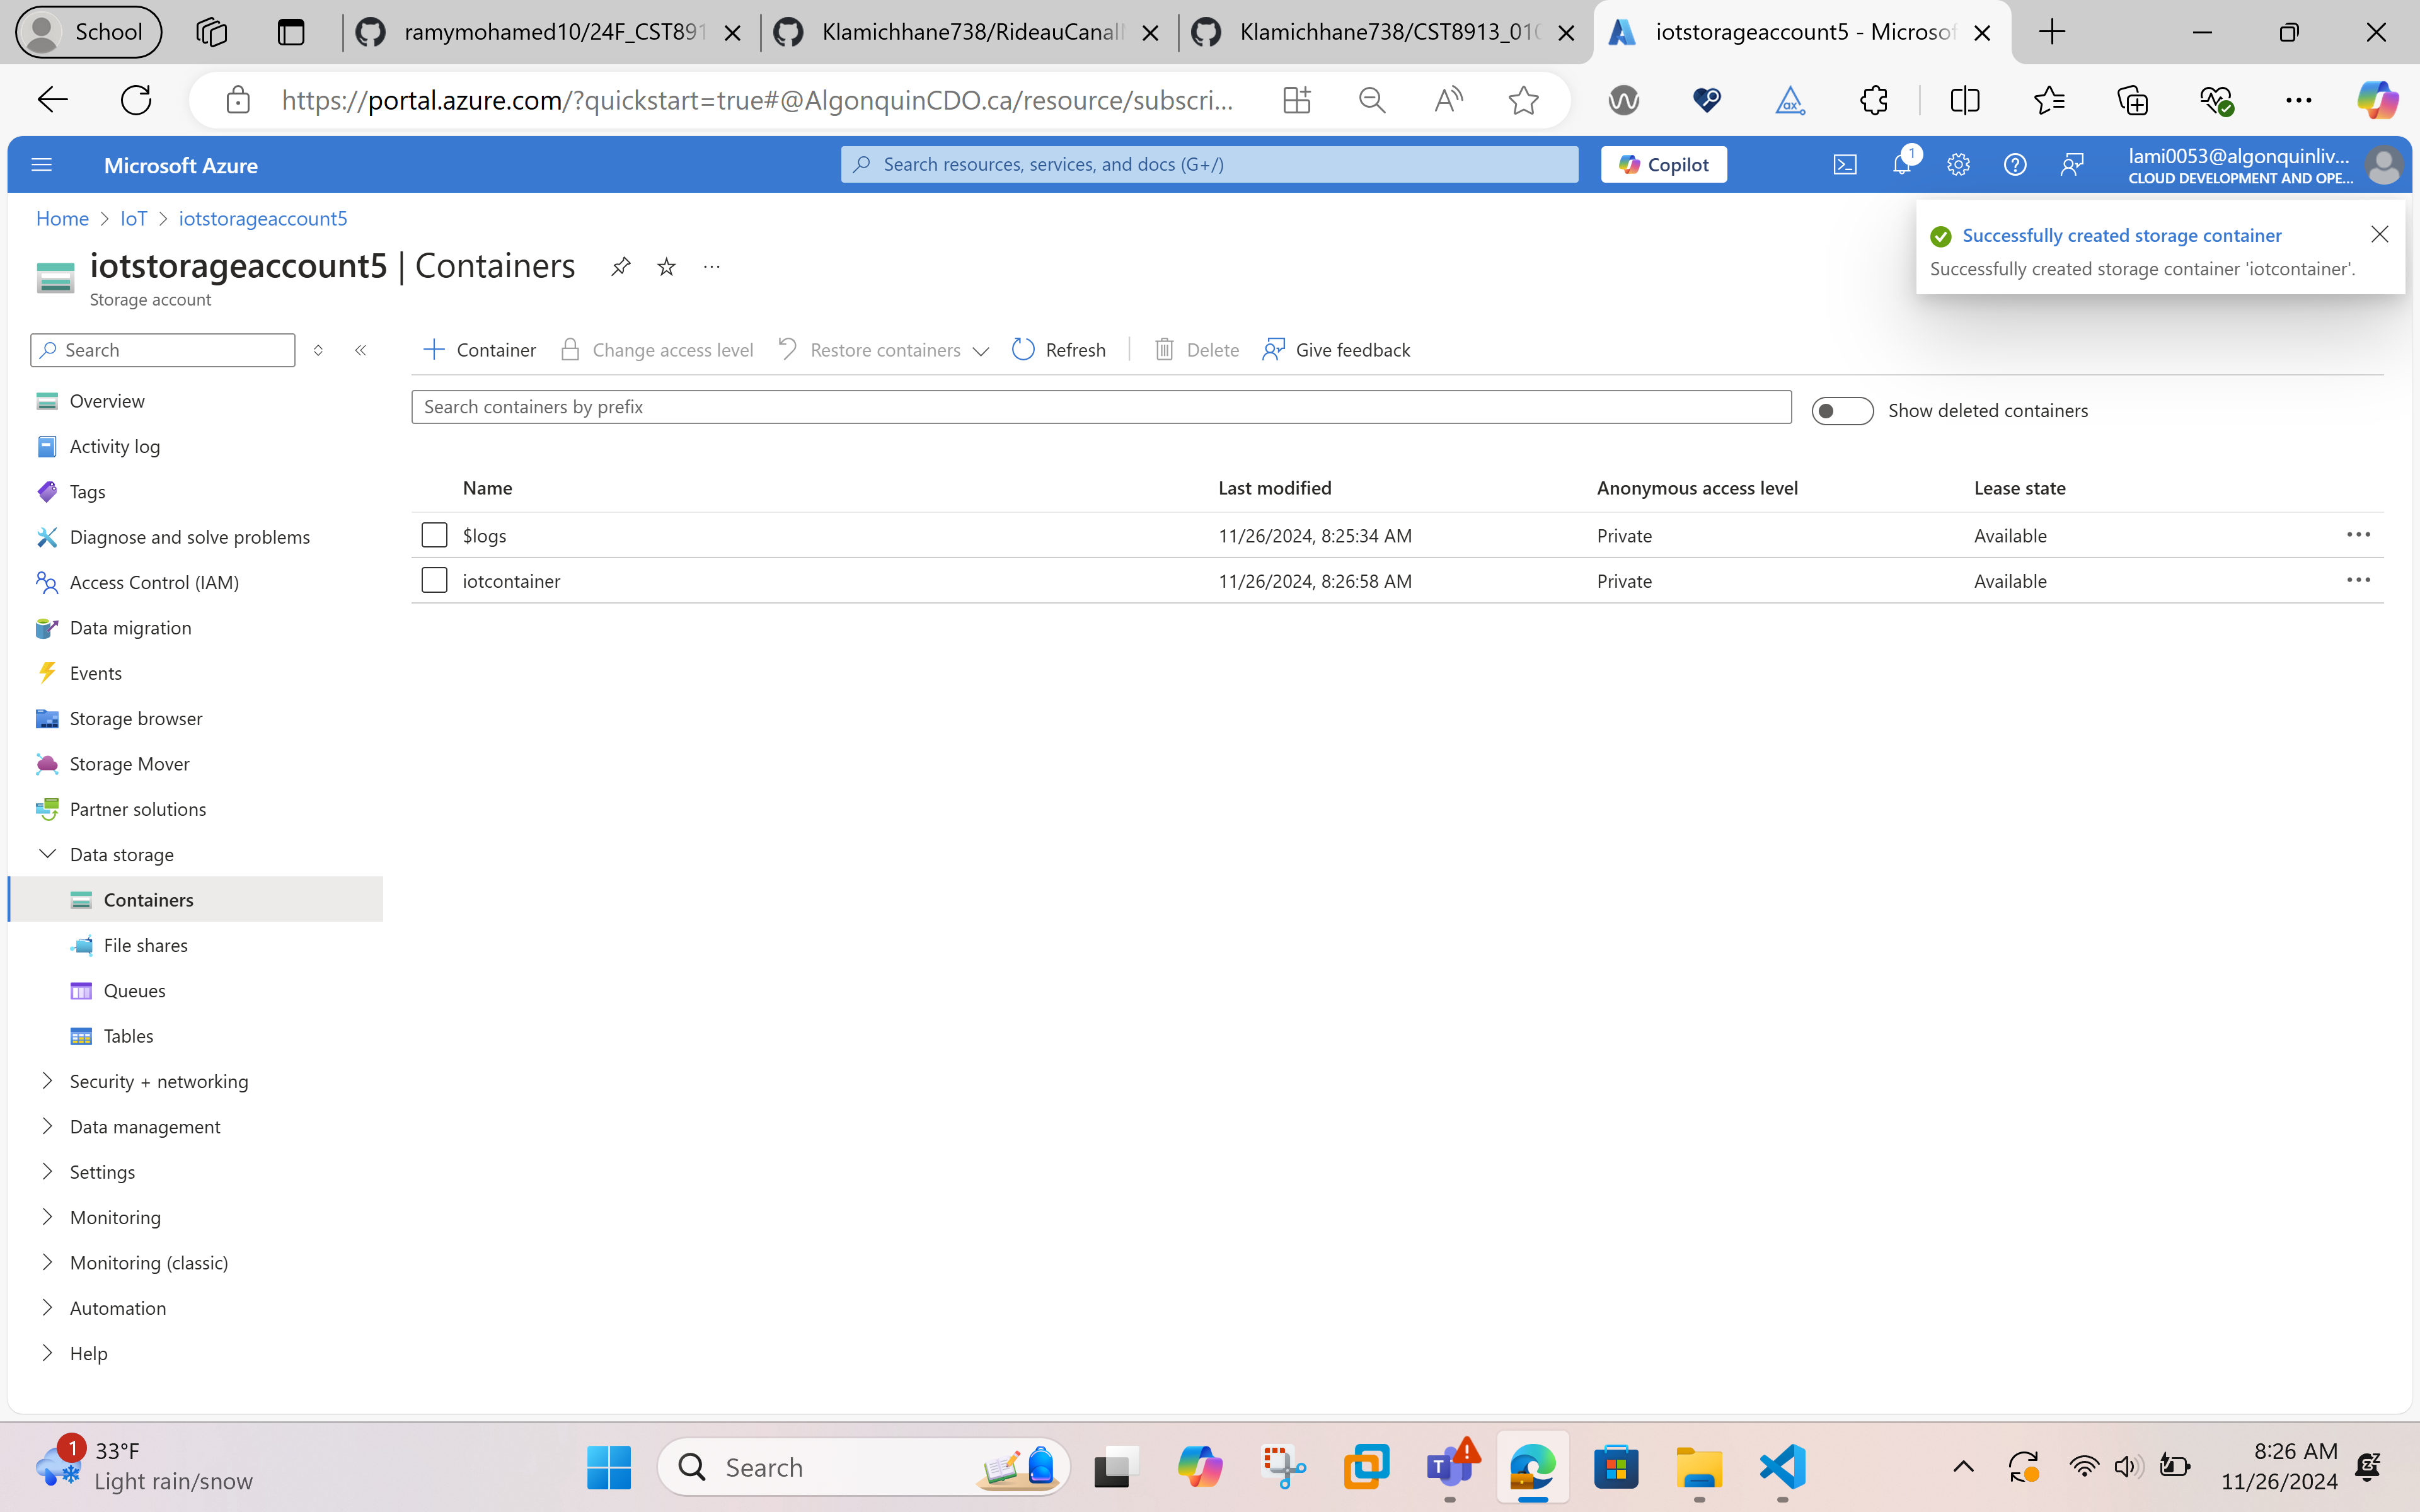 School
ramymohamed10/24F_CST891
Klamichhane738/RideauCanal
Klamichhane738/CST8913_010
iotstorageaccount5 - Microsof
https://portal.azure.com/?quickstart=true#@AlgonquinCDO.ca/resource/subscri...
Microsoft Azure
Search resources, services, and docs (G+/)
Copilot
1
lami0053@algonquinliv...
CLOUD DEVELOPMENT AND OPE...
Home > IoT > iotstorageaccount5
Successfully created storage container
Successfully created storage container 'iotcontainer'.
iotstorageaccount5 | Containers
Storage account
Search
Container
Change access level
Restore containers
Refresh
Delete
Give feedback
Search containers by prefix
Show deleted containers
Name Last modified Anonymous access level Lease state
$logs 11/26/2024, 8:25:34 AM Private Available
iotcontainer 11/26/2024, 8:26:58 AM Private Available
Overview
Activity log
Tags
Diagnose and solve problems
Access Control (IAM)
Data migration
Events
Storage browser
Storage Mover
Partner solutions
Data storage
Containers
File shares
Queues
Tables
Security + networking
Data management
Settings
Monitoring
Monitoring (classic)
Automation
Help
1
33°F
Light rain/snow
Search
8:26 AM
11/26/2024